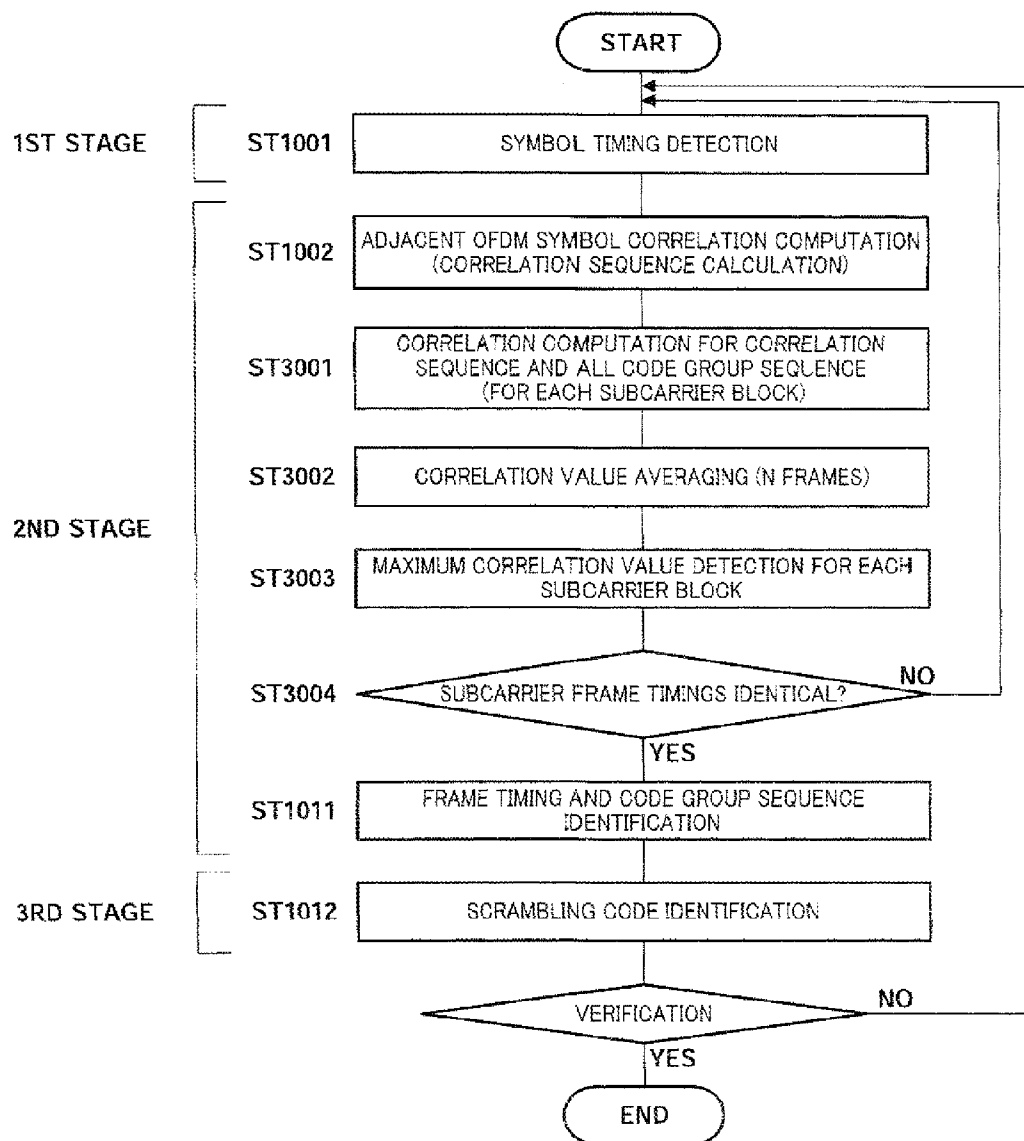 START
1ST STAGE
ST1001
SYMBOL TIMING DETECTION
ST1002
ADJACENT OFDM SYMBOL CORRELATION COMPUTATION
(CORRELATION SEQUENCE CALCULATION)
ST3001
CORRELATION COMPUTATION FOR CORRELATION
SEQUENCE AND ALL CODE GROUP SEQUENCE
(FOR EACH SUBCARRIER BLOCK)
ST3002
CORRELATION VALUE AVERAGING (N FRAMES)
2ND STAGE
ST3003
MAXIMUM CORRELATION VALUE DETECTION FOR EACH
SUBCARRIER BLOCK
ST3004
SUBCARRIER FRAME TIMINGS IDENTICAL?
NO
YES
ST1011
FRAME TIMING AND CODE GROUP SEQUENCE
IDENTIFICATION
3RD STAGE
ST1012
SCRAMBLING CODE IDENTIFICATION
VERIFICATION
NO
YES
END